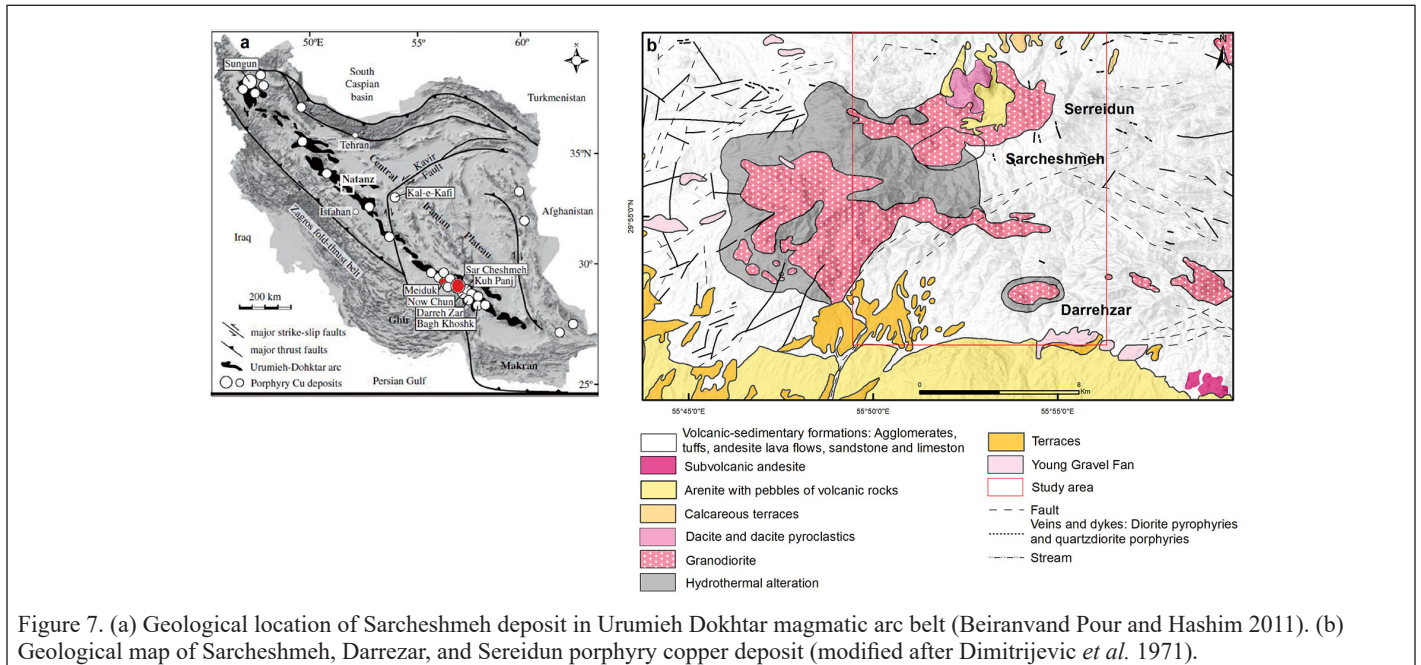 a
50°E
55°
60°
Sungun
South
Caspian
basin
Turkmenistan
Tehran
35°N
Central
Kavir
Fault
Natanz
Kal-e-Kafi
Isfahan
Iranian
Plateau
Afghanistan
Iraq
Zagros fold-thrust belt
30°
Sar Cheshmeh
Kuh Panj
Meiduk
Now Chun
Darreh Zar
Bagh Khoshk
200 km
major strike-slip faults
major thrust faults
Urumieh-Dohktar arc
Porphyry Cu deposits
Makran
Persian Gulf
25°
b
N
Serreidun
Sarcheshmeh
Darrehzar
29°55'0"N
0
8
Km
55°45'0"E
55°50'0"E
55°55'0"E
Volcanic-sedimentary formations: Agglomerates,
tuffs, andesite lava flows, sandstone and limeston
Subvolcanic andesite
Arenite with pebbles of volcanic rocks
Calcareous terraces
Dacite and dacite pyroclastics
Granodiorite
Hydrothermal alteration
Terraces
Young Gravel Fan
Study area
Fault
Veins and dykes: Diorite pyrophyries
and quartzdiorite porphyries
Stream
Figure 7. (a) Geological location of Sarcheshmeh deposit in Urumieh Dokhtar magmatic arc belt (Beiranvand Pour and Hashim 2011). (b)
Geological map of Sarcheshmeh, Darrezar, and Sereidun porphyry copper deposit (modified after Dimitrijevic et al. 1971).